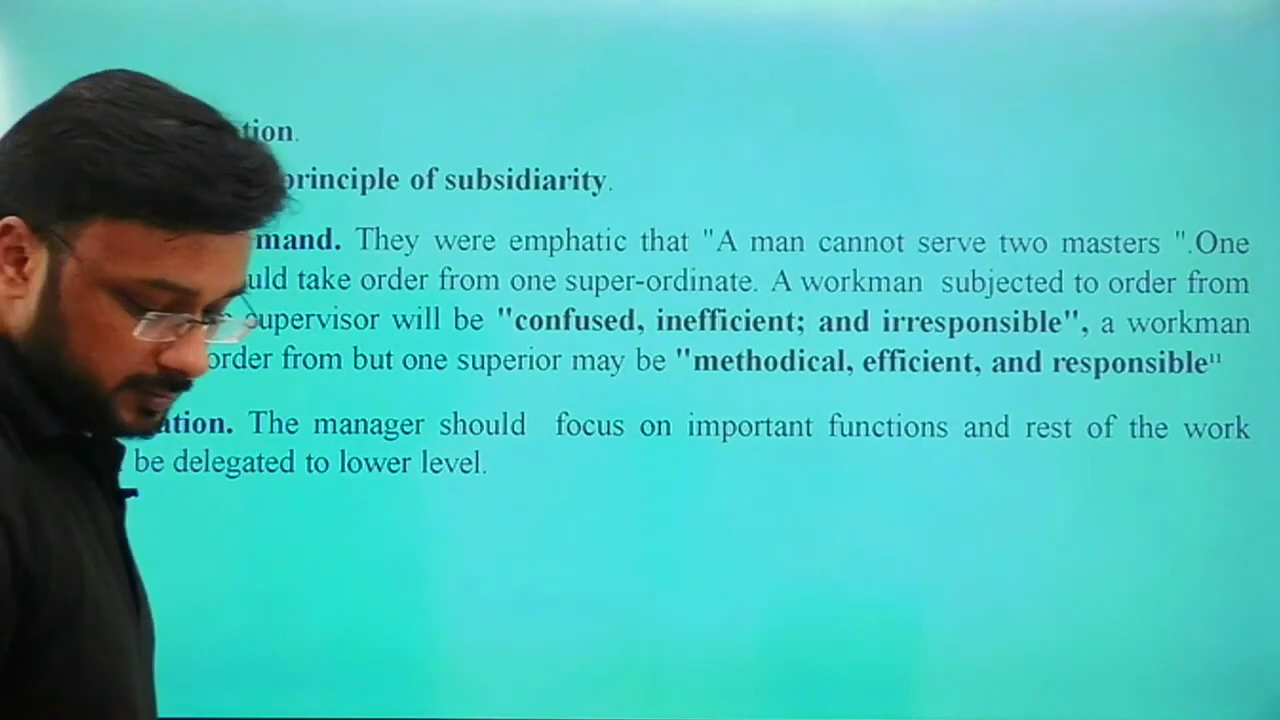 tion.
principle of subsidiarity.
mand. They were emphatic that "A man cannot serve two masters ".One
uld take order from one super-ordinate. A workman subjected to order from
supervisor will be "confused, inefficient; and irresponsible", a workman
order from but one superior may be "methodical, efficient, and responsible"
ation. The manager should focus on important functions and rest of the work
be delegated to lower level.